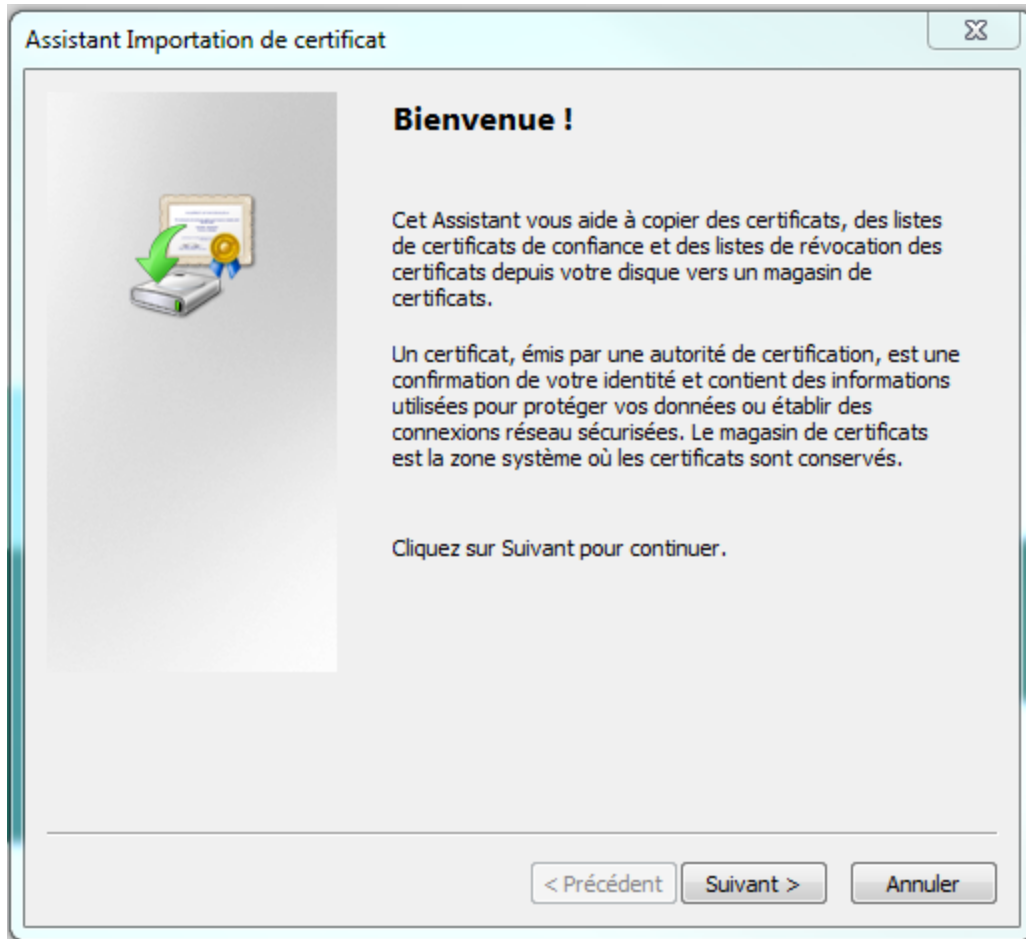 Assistant Importation de certificat
Bienvenue !
Cet Assistant vous aide à copier des certificats, des listes
de certificats de confiance et des listes de révocation des
certificats depuis votre disque vers un magasin de
certificats.
Un certificat, émis par une autorité de certification, est une
confirmation de votre identité et contient des informations
utilisées pour protéger vos données ou établir des
connexions réseau sécurisées. Le magasin de certificats
est la zone système où les certificats sont conservés.
Cliquez sur Suivant pour continuer.
< Précédent
Suivant >
Annuler